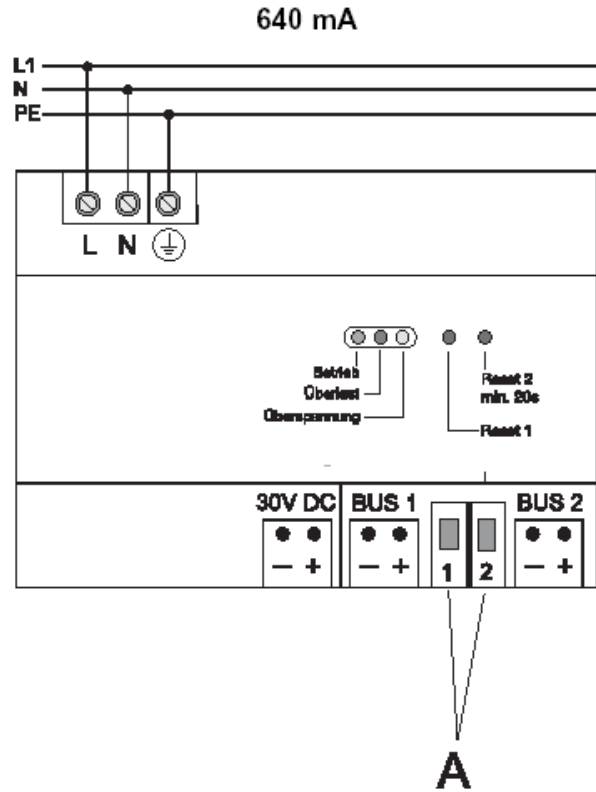 640 mA
L1
N
PE
L N
Betrieb
Überlast
Überspannung
Reset 2
min. 20s
Reset 1
30V DC BUS 1 BUS 2
− + − + 1 2 − +
A